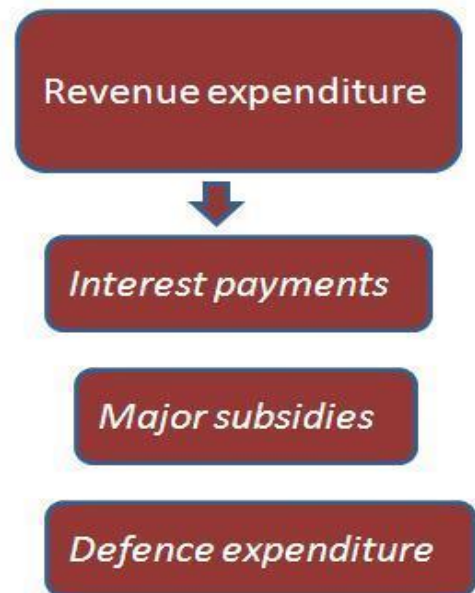 Revenue expenditure
Interest payments
Major subsidies
Defence expenditure